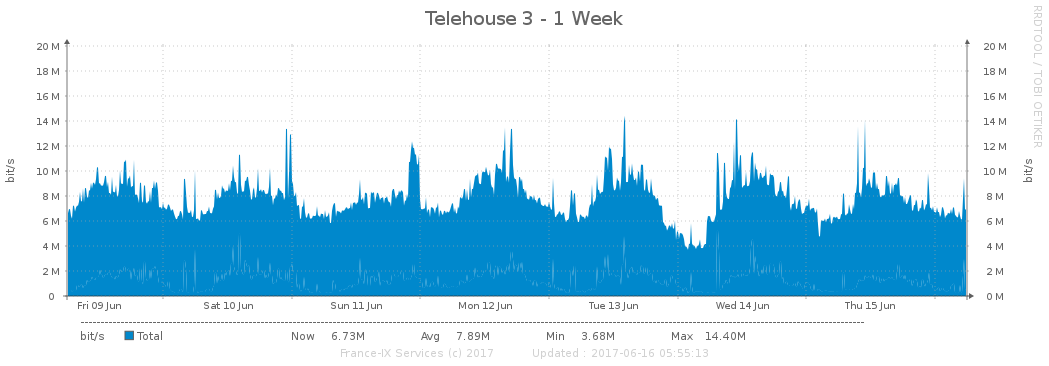 Telehouse 3 - 1 Week
RRDTOOL / TOBI OETIKER
bit/s
20 M 20 M
18 M 18 M
16 M 16 M
14 M 14 M
12 M 12 M
10 M 10 M
8 M 8 M
6 M 6 M
4 M 4 M
2 M 2 M
0 0 M
bit/s
Fri 09 Jun Sat 10 Jun Sun 11 Jun Mon 12 Jun Tue 13 Jun Wed 14 Jun Thu 15 Jun
bit/s Total Now 6.73M Avg 7.89M Min 3.68M Max 14.40M
France-IX Services (c) 2017 Updated : 2017-06-16 05:55:13